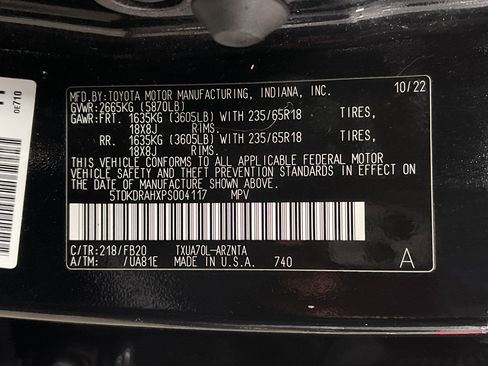 MFD.BY:TOYOTA MOTOR MANUFACTURING, INDIANA, INC. 10/22
GVWR: 2665KG (5870LB)
GAWR:FRT. 1635KG (3605LB) WITH 235/65R18 TIRES,
18X8J RIMS.
RR. 1635KG (3605LB) WITH 235/65R18 TIRES,
18X8J RIMS.
THIS VEHICLE CONFORMS TO ALL APPLICABLE FEDERAL MOTOR
VEHICLE SAFETY AND THEFT PREVENTION STANDARDS IN EFFECT ON
THE DATE OF MANUFACTURE SHOWN ABOVE.
5TDKDRAHXPS004117 MPV
C/TR:218/FB20 TXUA70L-ARZNTA
A/TM: /UA81E MADE IN U.S.A. 740 A
0E710